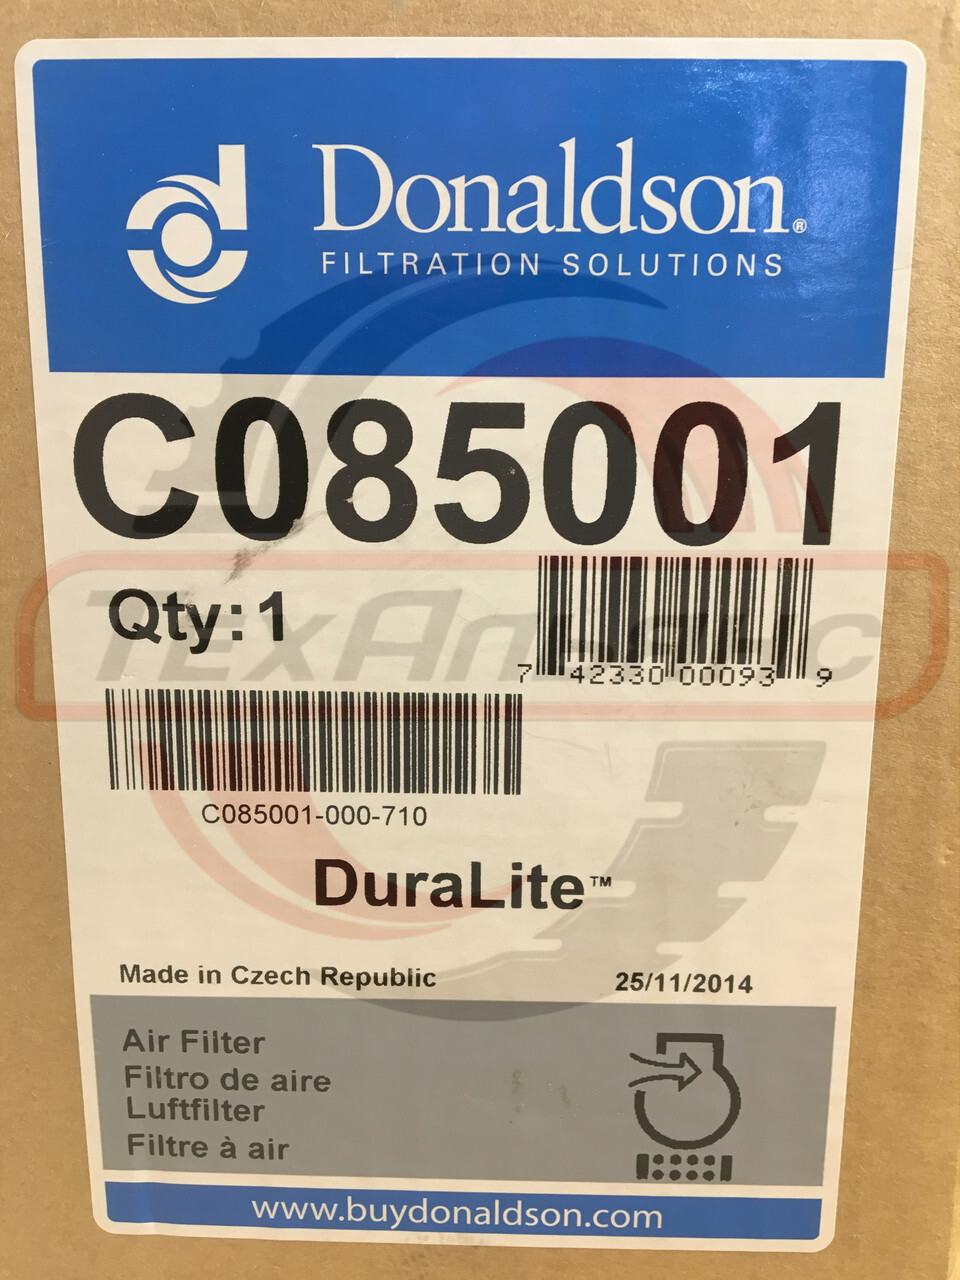 Donaldson®
FILTRATION SOLUTIONS
C085001
Qty: 1
7 42330 00093 9
C085001-000-710
DuraLite™
Made in Czech Republic
25/11/2014
Air Filter
Filtro de aire
Luftfilter
Filtre à air
www.buydonaldson.com